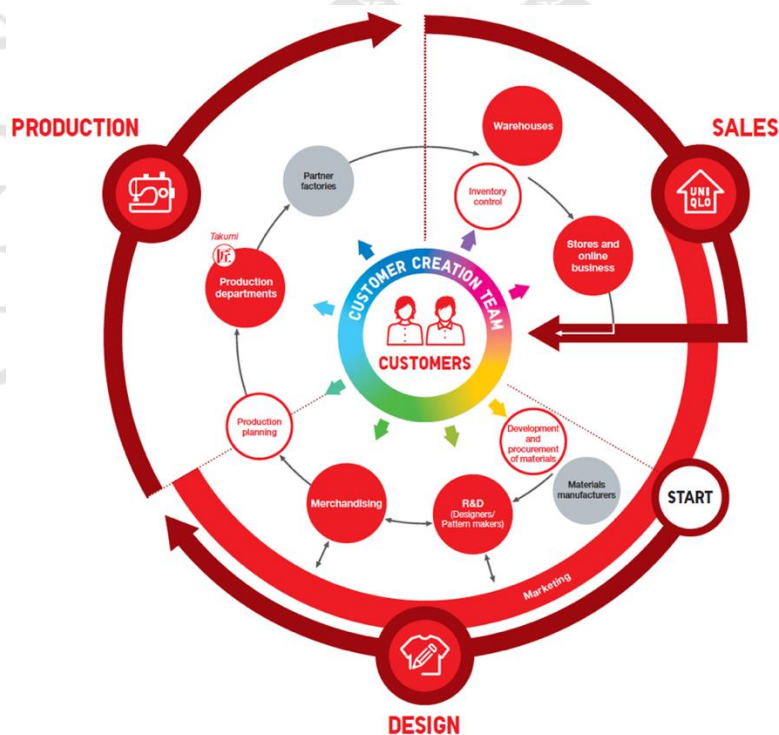 PRODUCTION
SALES
Warehouses
Partner
factories
Inventory
control
UNI
QLO
Takumi
匠
Production
departments
Stores and
online
business
CUSTOMER CREATION TEAM
CUSTOMERS
Production
planning
Development
and
procurement
of materials
Merchandising
R&D
(Designers/
Pattern makers)
Materials
manufacturers
START
Marketing
DESIGN